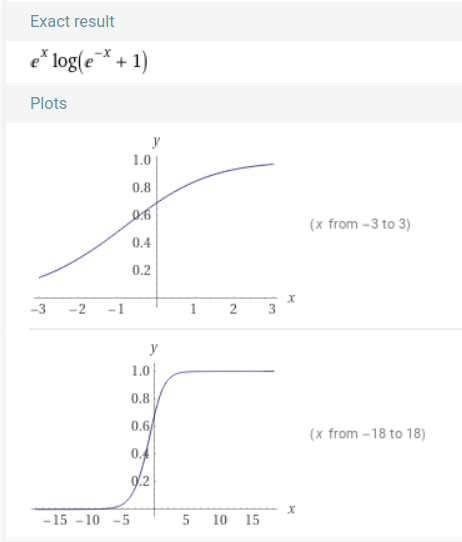 Exact result
eˣ log(e⁻ˣ + 1)
Plots
y
1.0
0.8
0.6
0.4
0.2
-3 -2 -1 1 2 3 x
(x from -3 to 3)
y
1.0
0.8
0.6
0.4
0.2
-15 -10 -5 5 10 15 x
(x from -18 to 18)